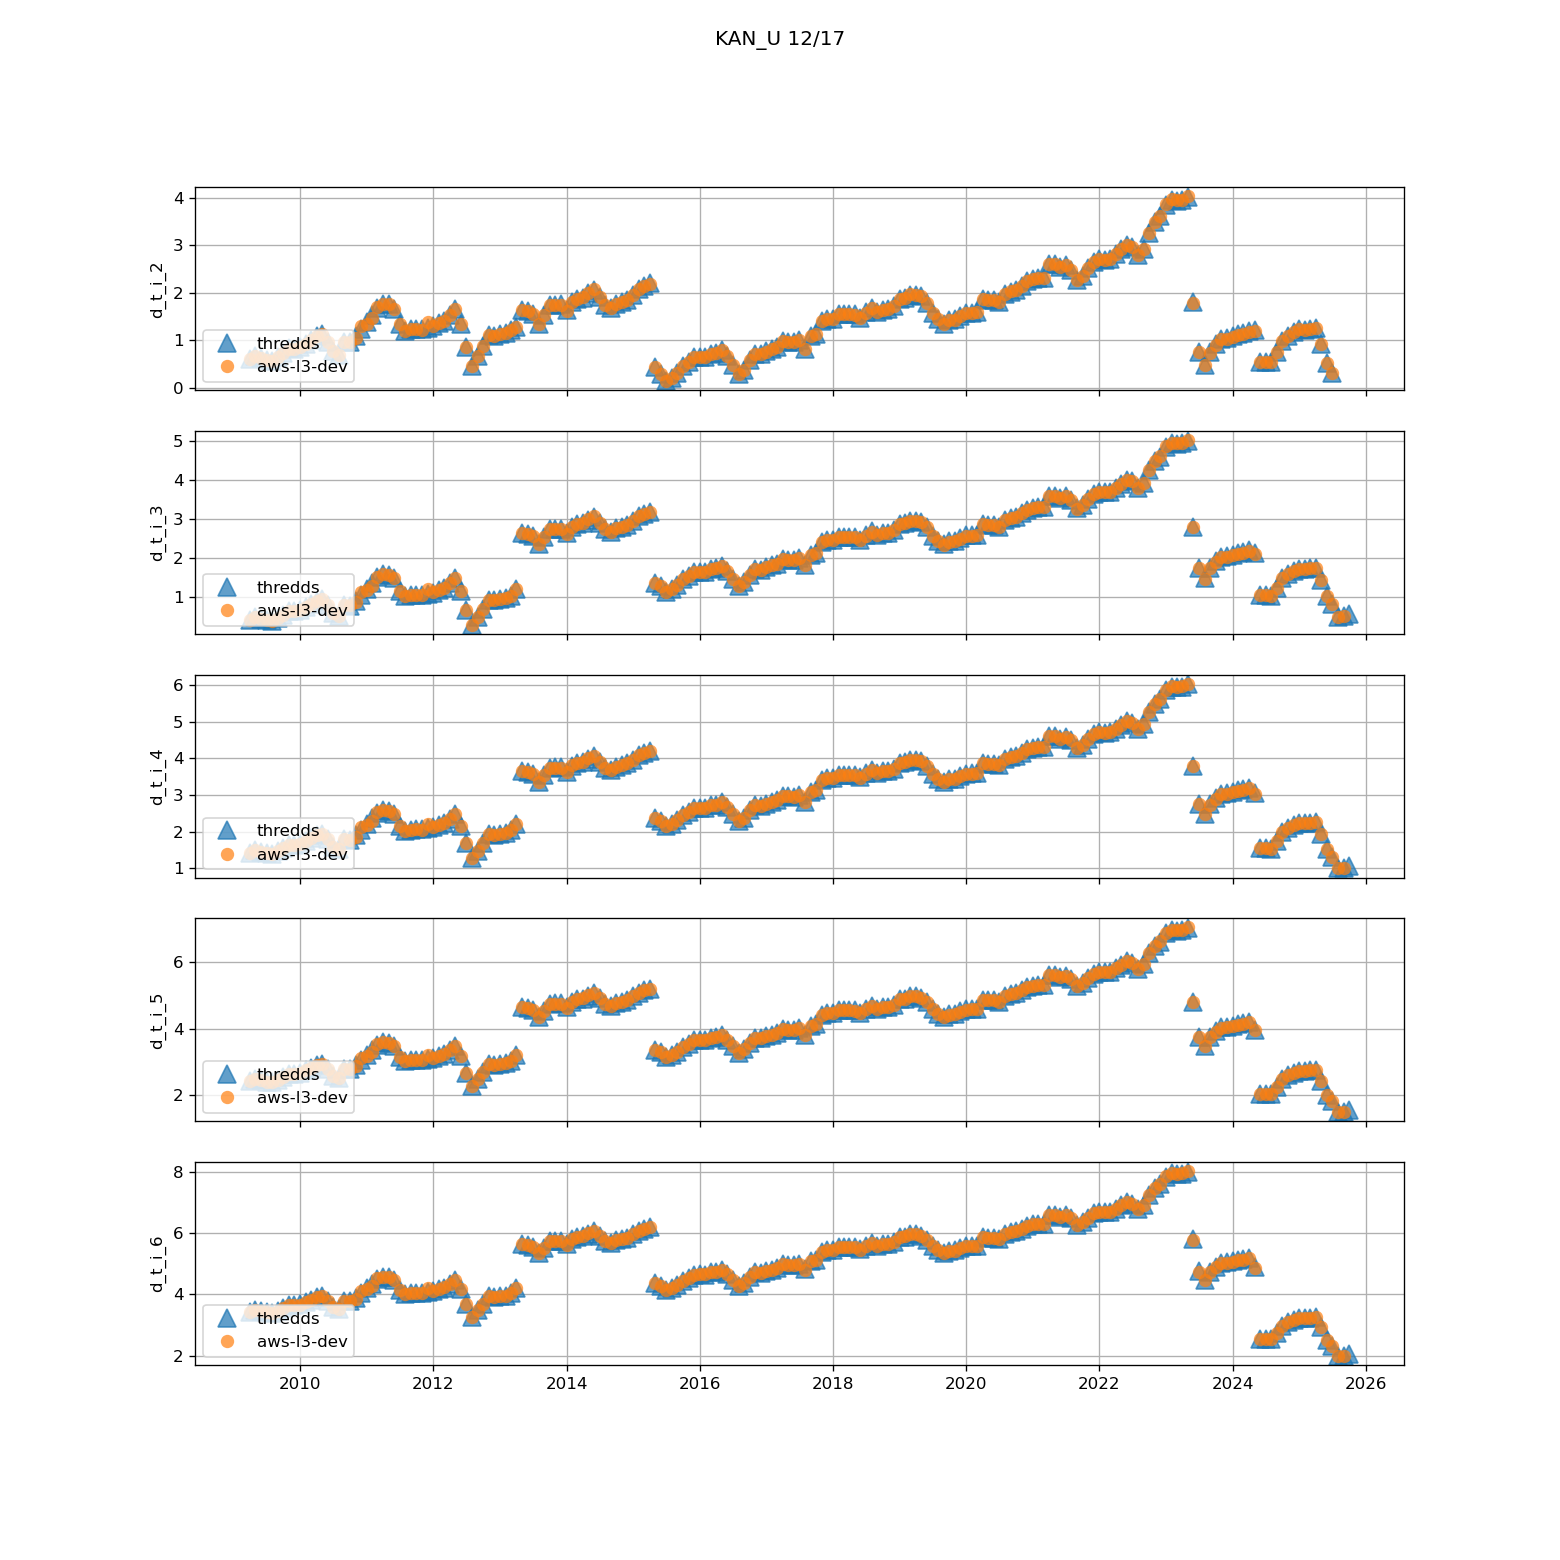 KAN_U 12/17
4
3
2
1
0
d_t_i_2
thredds
aws-l3-dev
5
4
3
2
1
d_t_i_3
thredds
aws-l3-dev
6
5
4
3
2
1
d_t_i_4
thredds
aws-l3-dev
6
4
2
d_t_i_5
thredds
aws-l3-dev
8
6
4
2
d_t_i_6
thredds
aws-l3-dev
2010 2012 2014 2016 2018 2020 2022 2024 2026